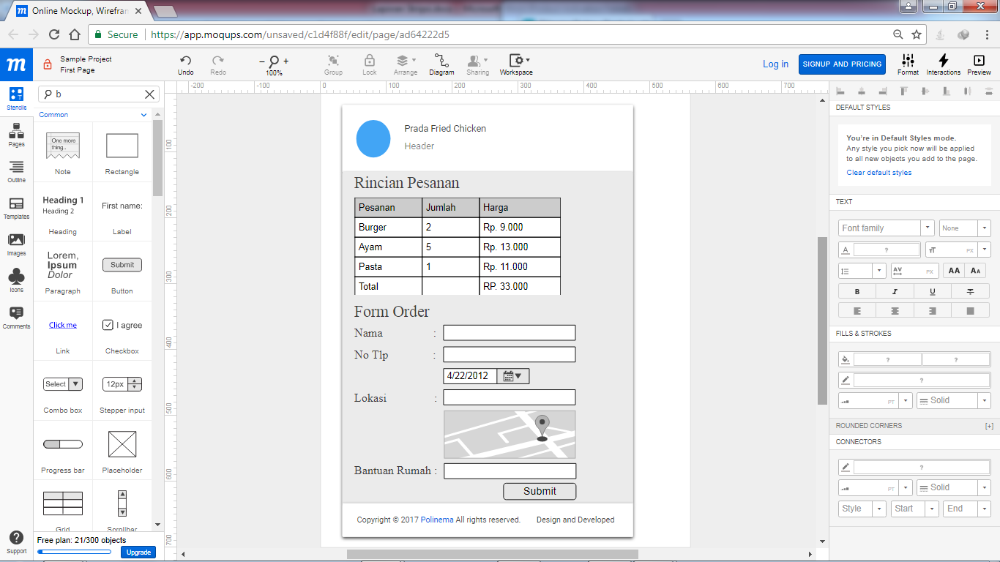 Online Mockup, Wirefran
Secure
https://app.moqups.com/unsaved/c1d4f88f/edit/page/ad64222d5
m
Sample Project
First Page
Undo
Redo
100%
Group
Lock
Arrange
Diagram
Sharing
Workspace
Log in
SIGNUP AND PRICING
Format
Interactions
Preview
Stencils
Pages
Outline
Templates
Images
Icons
Comments
Support
b
Common
One more
thing..
Note
Rectangle
Heading 1
Heading 2
Heading
First name:
Label
Lorem,
Ipsum
Dolor
Paragraph
Submit
Button
Click me
Link
I agree
Checkbox
Select
Combo box
12px
Stepper input
Progress bar
Placeholder
Grid
Scrollbar
Free plan: 21/300 objects
Upgrade
-200 -100 0 100 200 300 400 500 600 700
100
200
300
400
500
600
700
Prada Fried Chicken
Header
Rincian Pesanan
Pesanan Jumlah Harga
Burger 2 Rp. 9.000
Ayam 5 Rp. 13.000
Pasta 1 Rp. 11.000
Total RP. 33.000
Form Order
Nama :
No Tlp :
4/22/2012
Lokasi :
Bantuan Rumah :
Submit
Copyright © 2017 Polinema All rights reserved. Design and Developed
DEFAULT STYLES
You're in Default Styles mode.
Any style you pick now will be applied
to all new objects you add to the page.
Clear default styles
TEXT
Font family
None
A ? TT PX
AV PX AA AA
B I U T
FILLS & STROKES
? ?
?
PT Solid
ROUNDED CORNERS [+]
CONNECTORS
?
PT Solid
Style Start End